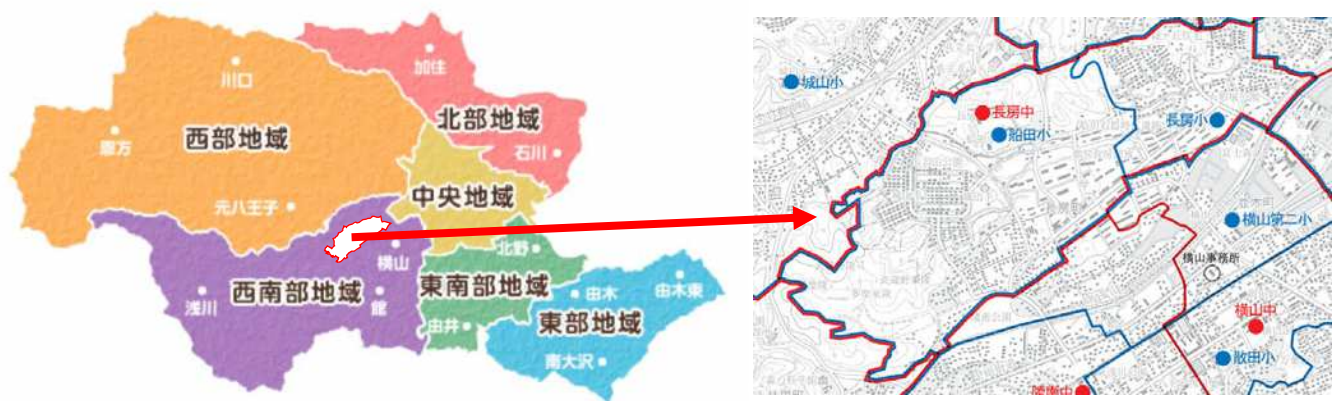 加住
川口
北部地域
西部地域
恩方
石川
中央地域
元八王子
北野
横山
西南部地域
東南部地域
浅川
館
由木
由木東
由井
東部地域
南大沢
城山小
長房中
船田小
長房小
横山第二小
横山事務所
横山中
散田小
陵南中